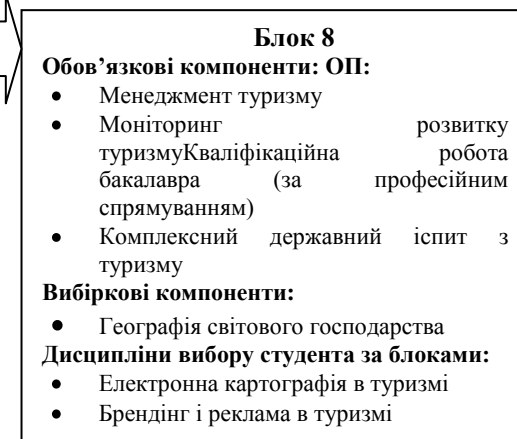 Блок 8
Обов’язкові компоненти: ОП:
• Менеджмент туризму
• Моніторинг розвитку
туризмуКваліфікаційна робота
бакалавра (за професійним
спрямуванням)
• Комплексний державний іспит з
туризму
Вибіркові компоненти:
• Географія світового господарства
Дисципліни вибору студента за блоками:
• Електронна картографія в туризмі
• Брендінг і реклама в туризмі